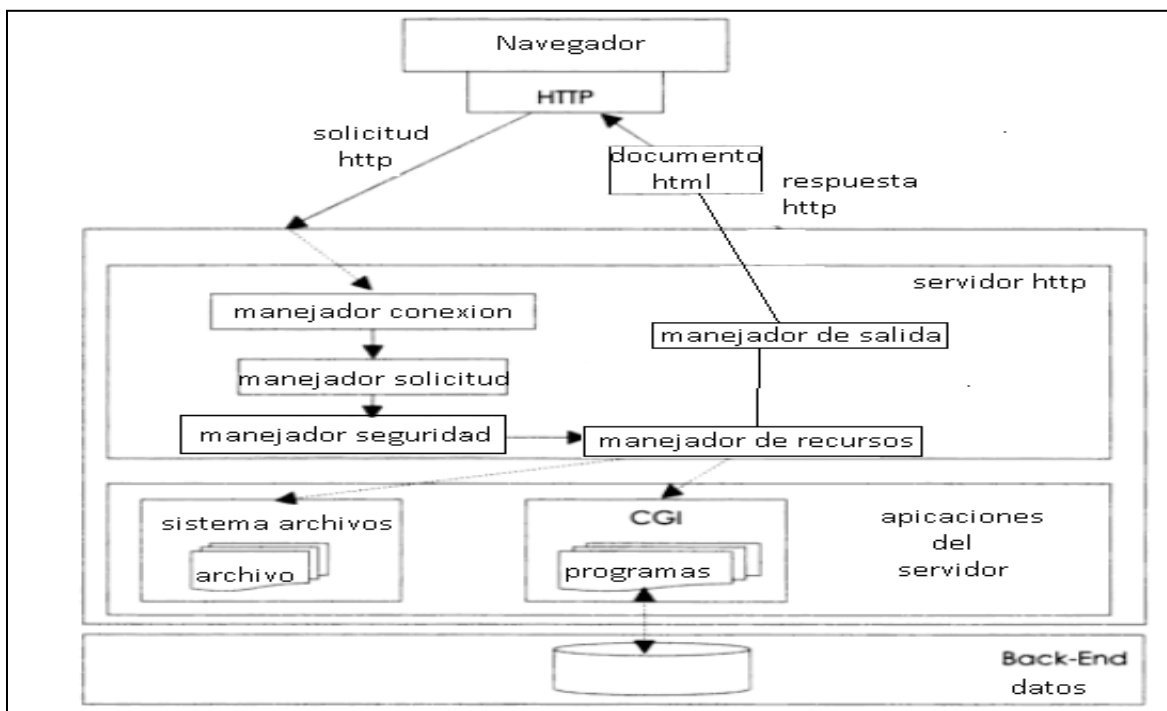 Navegador
HTTP
solicitud
http
documento
html
respuesta
http
servidor http
manejador conexion
manejador de salida
manejador solicitud
manejador seguridad
manejador de recursos
sistema archivos
archivo
CGI
programas
apicaciones
del
servidor
Back-End
datos